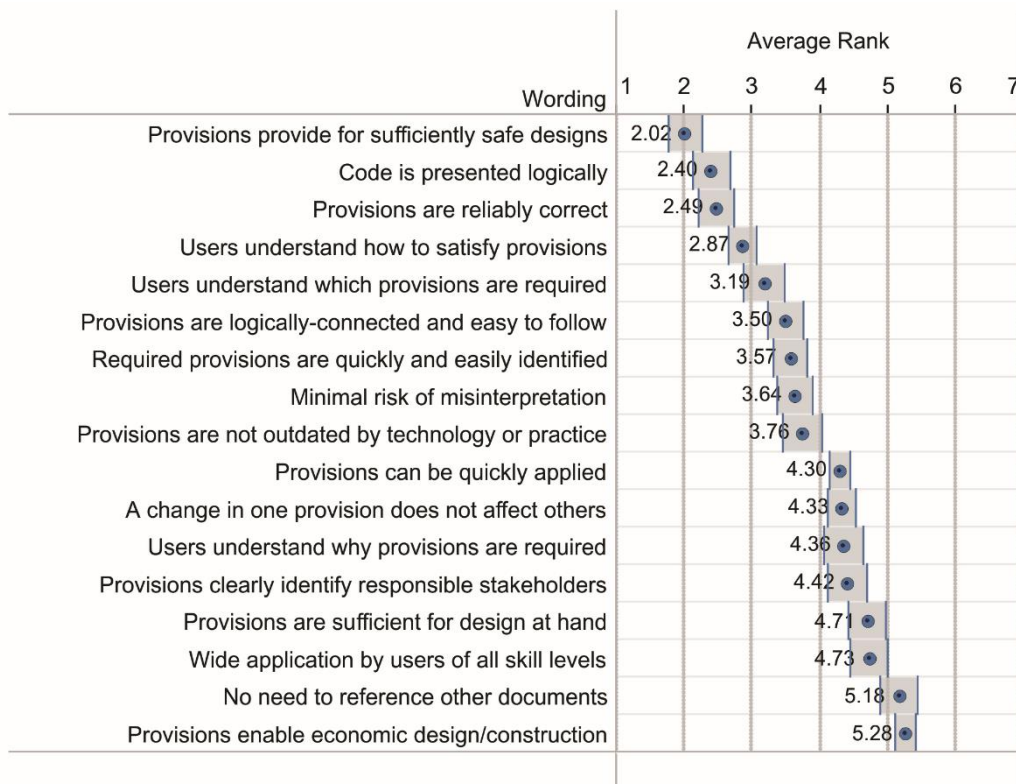 Average Rank
Wording 1 2 3 4 5 6 7
Provisions provide for sufficiently safe designs 2.02
Code is presented logically 2.40
Provisions are reliably correct 2.49
Users understand how to satisfy provisions 2.87
Users understand which provisions are required 3.19
Provisions are logically-connected and easy to follow 3.50
Required provisions are quickly and easily identified 3.57
Minimal risk of misinterpretation 3.64
Provisions are not outdated by technology or practice 3.76
Provisions can be quickly applied 4.30
A change in one provision does not affect others 4.33
Users understand why provisions are required 4.36
Provisions clearly identify responsible stakeholders 4.42
Provisions are sufficient for design at hand 4.71
Wide application by users of all skill levels 4.73
No need to reference other documents 5.18
Provisions enable economic design/construction 5.28